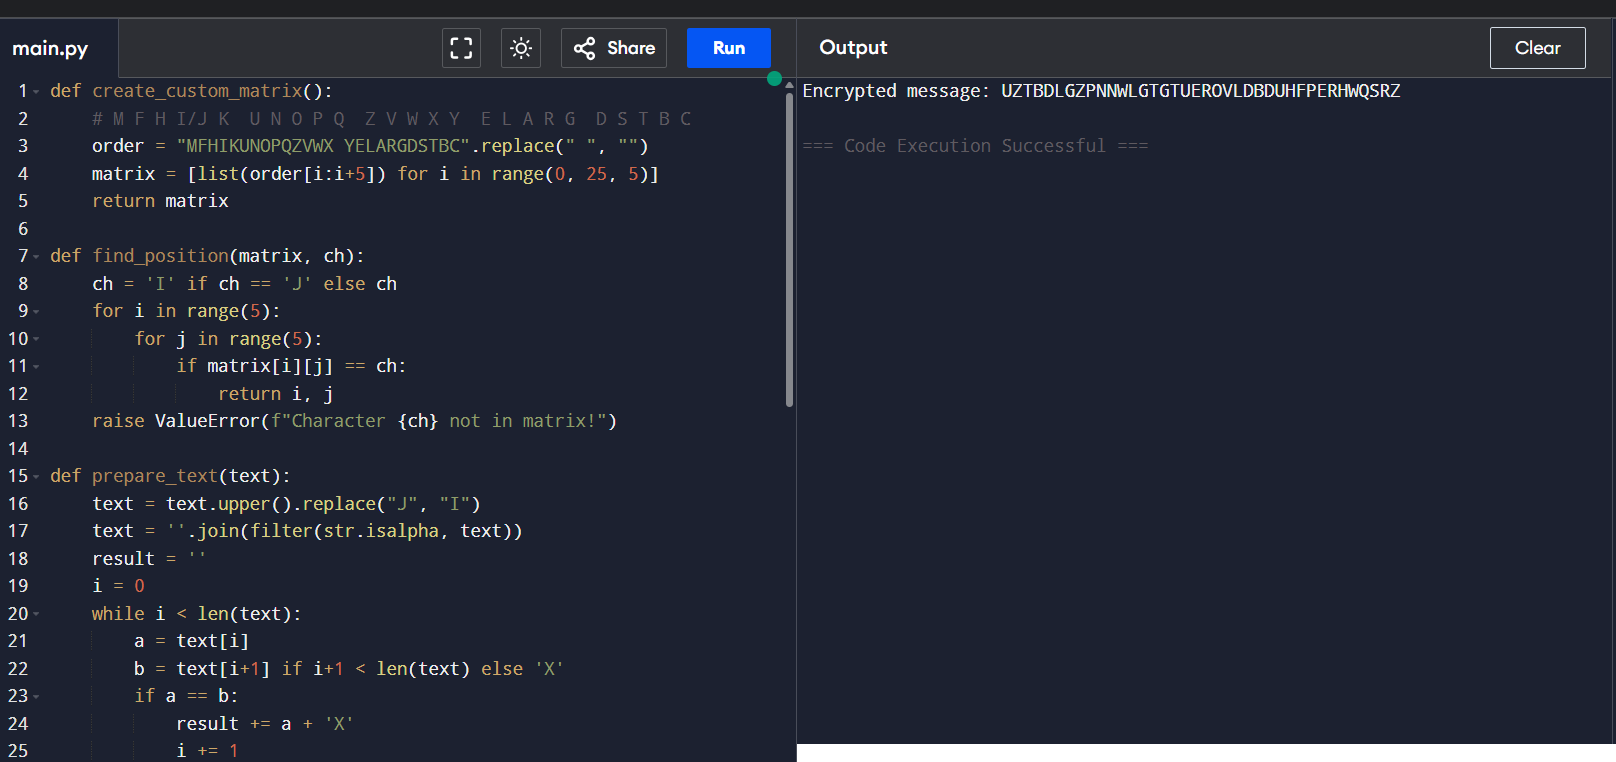 main.py
Share
Run
Output
Clear
1 def create_custom_matrix():
2 # M F H I/J K U N O P Q Z V W X Y E L A R G D S T B C
3 order = "MFHIKUNOPQZVWX YELARGDSTBC".replace(" ", "")
4 matrix = [list(order[i:i+5]) for i in range(0, 25, 5)]
5 return matrix
6
7 def find_position(matrix, ch):
8 ch = 'I' if ch == 'J' else ch
9 for i in range(5):
10 for j in range(5):
11 if matrix[i][j] == ch:
12 return i, j
13 raise ValueError(f"Character {ch} not in matrix!")
14
15 def prepare_text(text):
16 text = text.upper().replace("J", "I")
17 text = ''.join(filter(str.isalpha, text))
18 result = ''
19 i = 0
20 while i < len(text):
21 a = text[i]
22 b = text[i+1] if i+1 < len(text) else 'X'
23 if a == b:
24 result += a + 'X'
25 i += 1
Encrypted message: UZTBDLGZPNNWLGTGTUEROVLDBDUHFPERHWQSRZ
=== Code Execution Successful ===